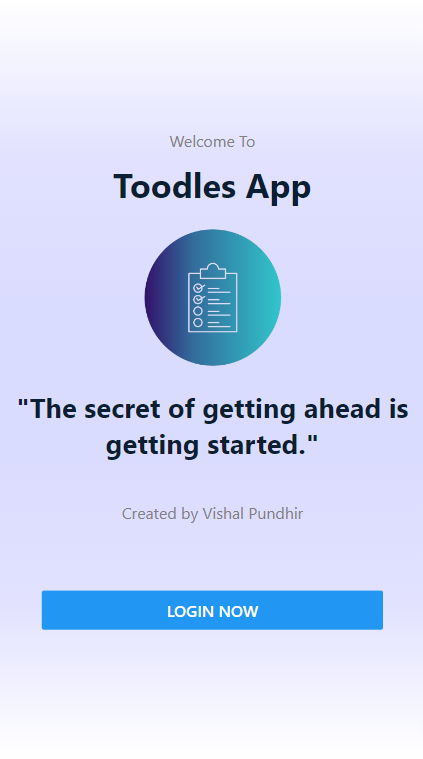 Welcome To
Toodles App
"The secret of getting ahead is
getting started."
Created by Vishal Pundhir
LOGIN NOW